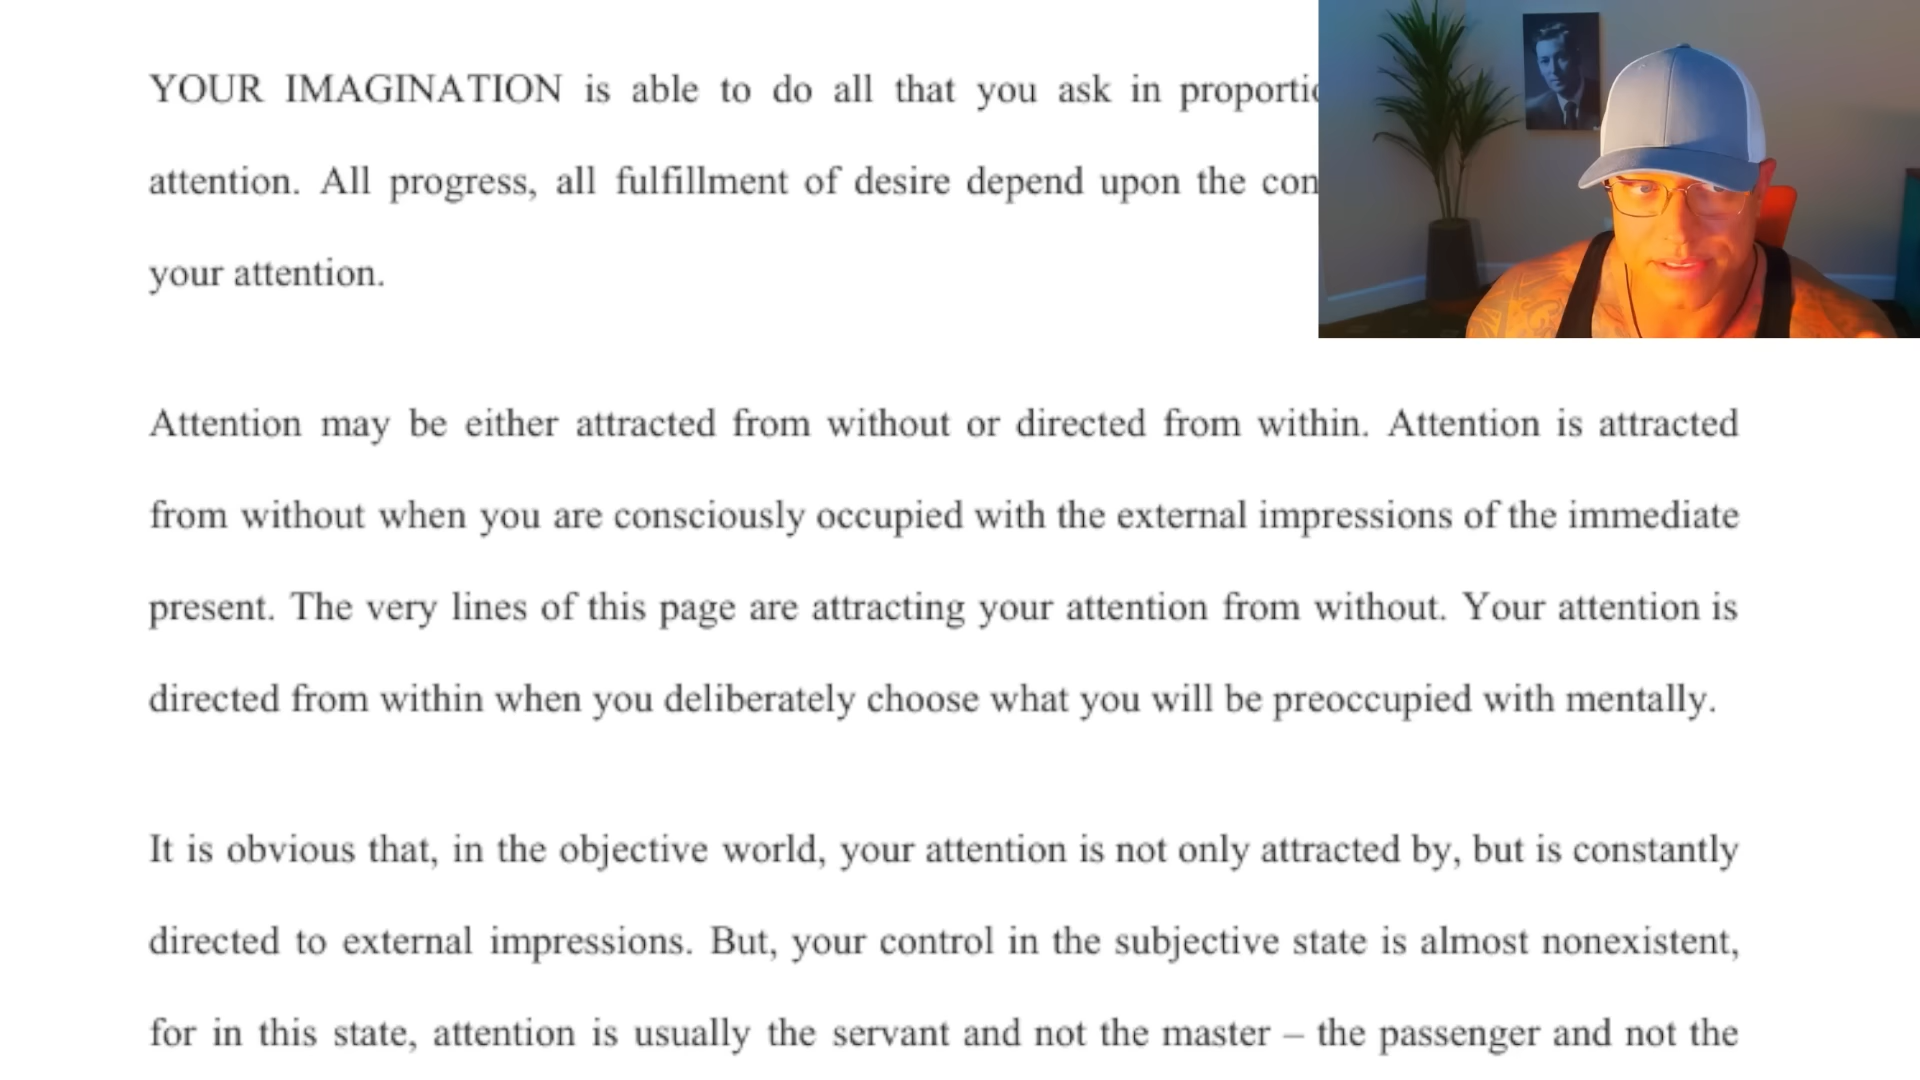 YOUR IMAGINATION is able to do all that you ask in
attention. All progress, all fulfillment of desire depend upon the
your attention.
Attention may be either attracted from without or directed from within. Attention is attracted
from without when you are consciously occupied with the external impressions of the immediate
present. The very lines of this page are attracting your attention from without. Your attention is
directed from within when you deliberately choose what you will be preoccupied with mentally.
It is obvious that, in the objective world, your attention is not only attracted by, but is constantly
directed to external impressions. But, your control in the subjective state is almost nonexistent,
for in this state, attention is usually the servant and not the master – the passenger and not the